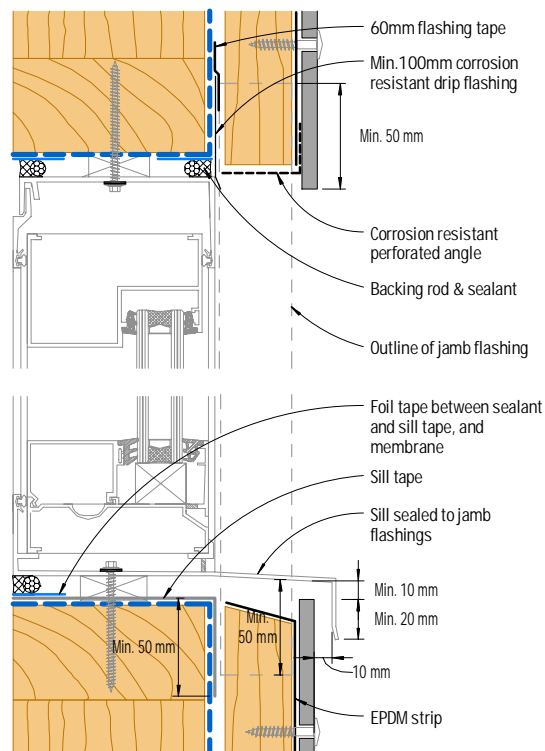 60mm flashing tape
Min.100mm corrosion
resistant drip flashing
Min. 50 mm
Corrosion resistant
perforated angle
Backing rod & sealant
Outline of jamb flashing
Foil tape between sealant
and sill tape, and
membrane
Sill tape
Sill sealed to jamb
flashings
Min. 10 mm
Min. 20 mm
Min.
50 mm
Min. 50 mm
10 mm
EPDM strip